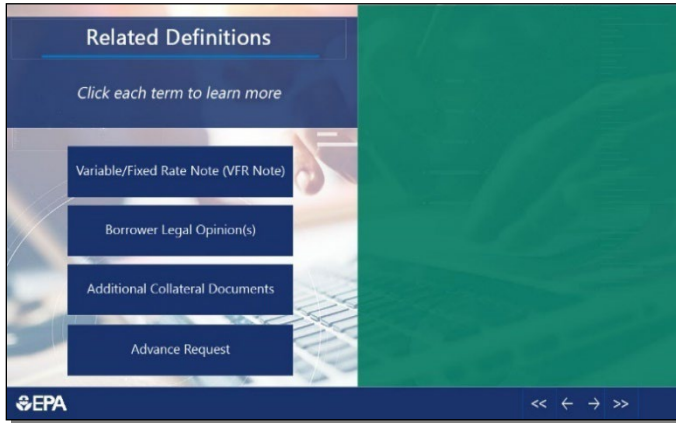 Related Definitions
Click each term to learn more
Variable/Fixed Rate Note (VFR Note)
Borrower Legal Opinion(s)
Additional Collateral Documents
Advance Request
EPA
<< ← → >>